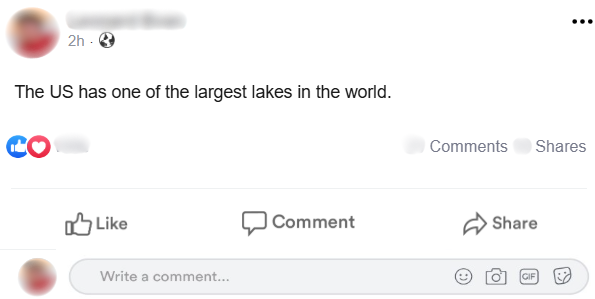 2h ·
The US has one of the largest lakes in the world.
Comments Shares
Like Comment Share
Write a comment... GIF